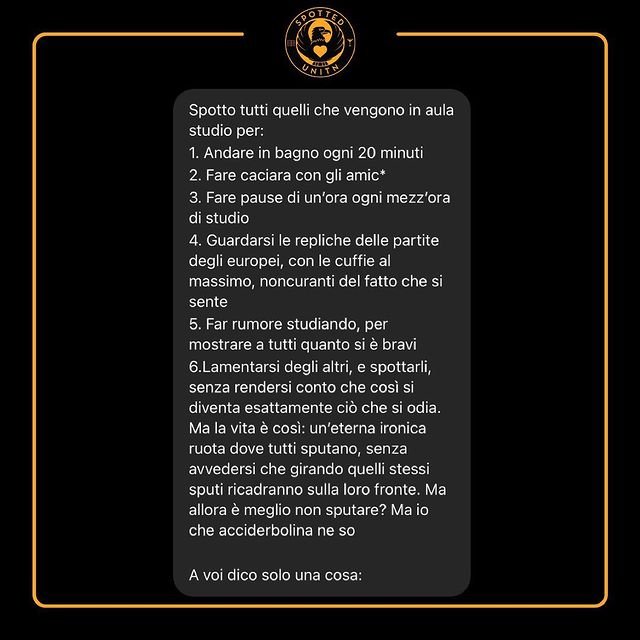 SPOTTED
UNITN
Spotto tutti quelli che vengono in aula
studio per:
1. Andare in bagno ogni 20 minuti
2. Fare caciara con gli amic*
3. Fare pause di un’ora ogni mezz’ora
di studio
4. Guardarsi le repliche delle partite
degli europei, con le cuffie al
massimo, noncuranti del fatto che si
sente
5. Far rumore studiando, per
mostrare a tutti quanto si è bravi
6.Lamentarsi degli altri, e spottarli,
senza rendersi conto che così si
diventa esattamente ciò che si odia.
Ma la vita è così: un’eterna ironica
ruota dove tutti sputano, senza
avvedersi che girando quelli stessi
sputi ricadranno sulla loro fronte. Ma
allora è meglio non sputare? Ma io
che acciderbolina ne so
A voi dico solo una cosa: